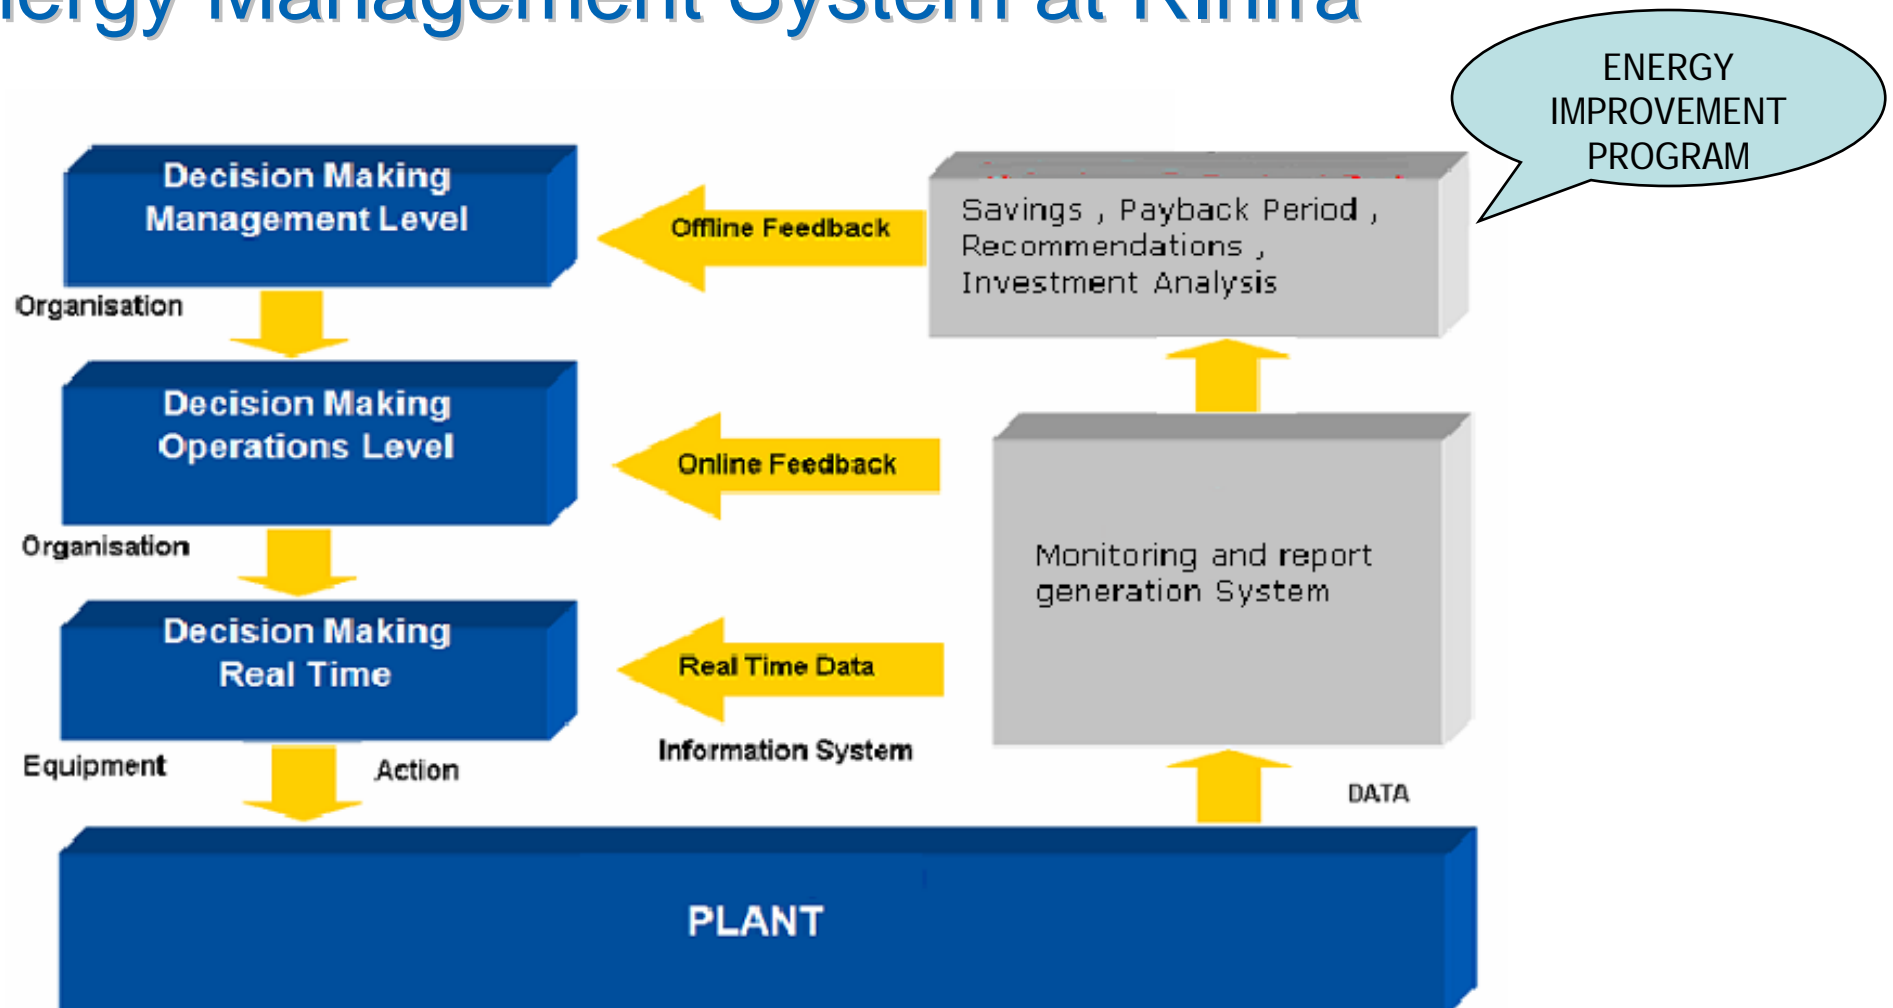 Energy Management System at RInfra
ENERGY
IMPROVEMENT
PROGRAM
Decision Making
Management Level
Offline Feedback
Savings , Payback Period ,
Recommendations ,
Investment Analysis
Organisation
Decision Making
Operations Level
Online Feedback
Monitoring and report
generation System
Organisation
Decision Making
Real Time
Real Time Data
Information System
Equipment
Action
DATA
PLANT